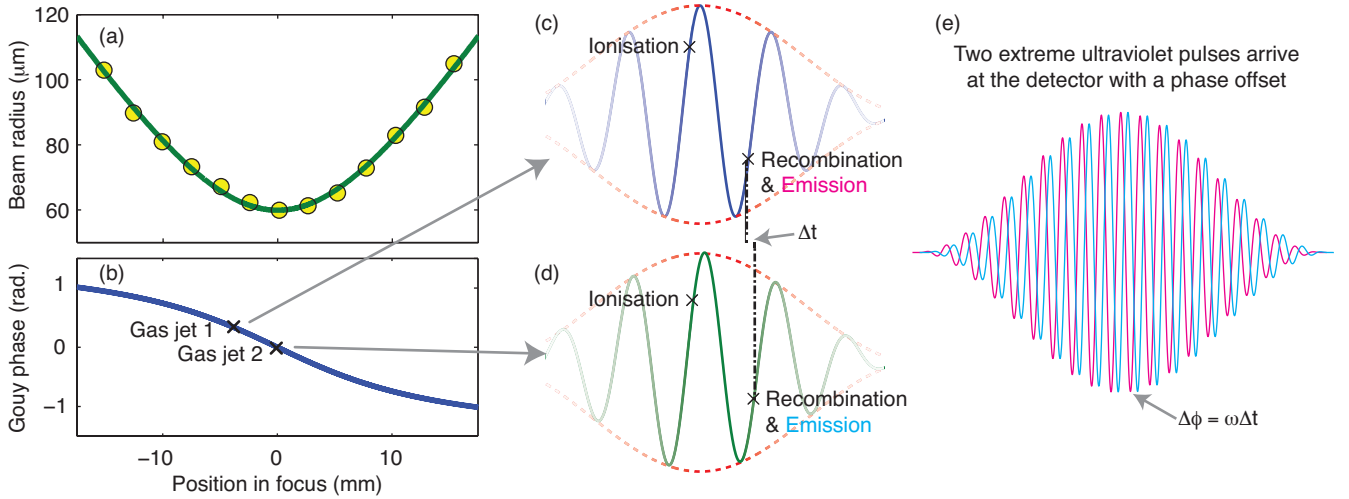 (a)
Beam radius (μm)
120
100
80
60
(b)
Gouy phase (rad.)
1
0
−1
Gas jet 1
Gas jet 2
−10
0
10
Position in focus (mm)
(c)
Ionisation
Recombination
& Emission
Δt
(d)
Ionisation
Recombination
& Emission
(e)
Two extreme ultraviolet pulses arrive
at the detector with a phase offset
Δϕ = ωΔt